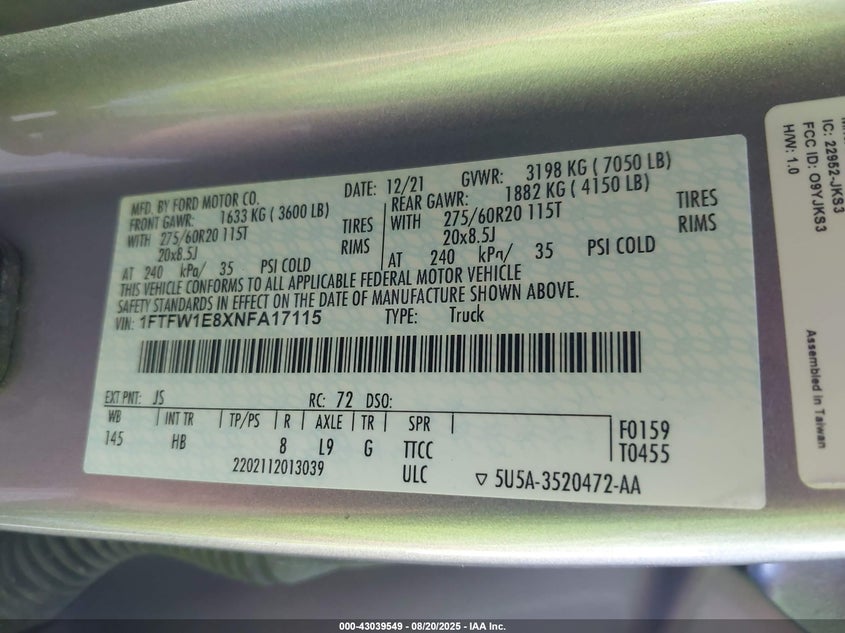 MFD. BY FORD MOTOR CO.
DATE: 12/21 GVWR: 3198 KG ( 7050 LB)
FRONT GAWR: 1633 KG ( 3600 LB)
WITH 275/60R20 115T TIRES
20x8.5J RIMS
AT 240 kPa/ 35 PSI COLD
REAR GAWR: 1882 KG ( 4150 LB)
WITH 275/60R20 115T TIRES
20x8.5J RIMS
AT 240 kPa/ 35 PSI COLD
THIS VEHICLE CONFORMS TO ALL APPLICABLE FEDERAL MOTOR VEHICLE
SAFETY STANDARDS IN EFFECT ON THE DATE OF MANUFACTURE SHOWN ABOVE.
VIN: 1FTFW1E8XNFA17115 TYPE: Truck
EXT PNT: JS RC: 72 DSO:
WB INT TR TP/PS R AXLE TR SPR
145 HB 8 L9 G TTCC
F0159
T0455
2202112013039 ULC
▽ 5U5A-3520472-AA
IC: 22952-JKS3
FCC ID: O9YJKS3
H/W: 1.0
Assembled in Taiwan
000-43039549 - 08/20/2025 - IAA Inc.